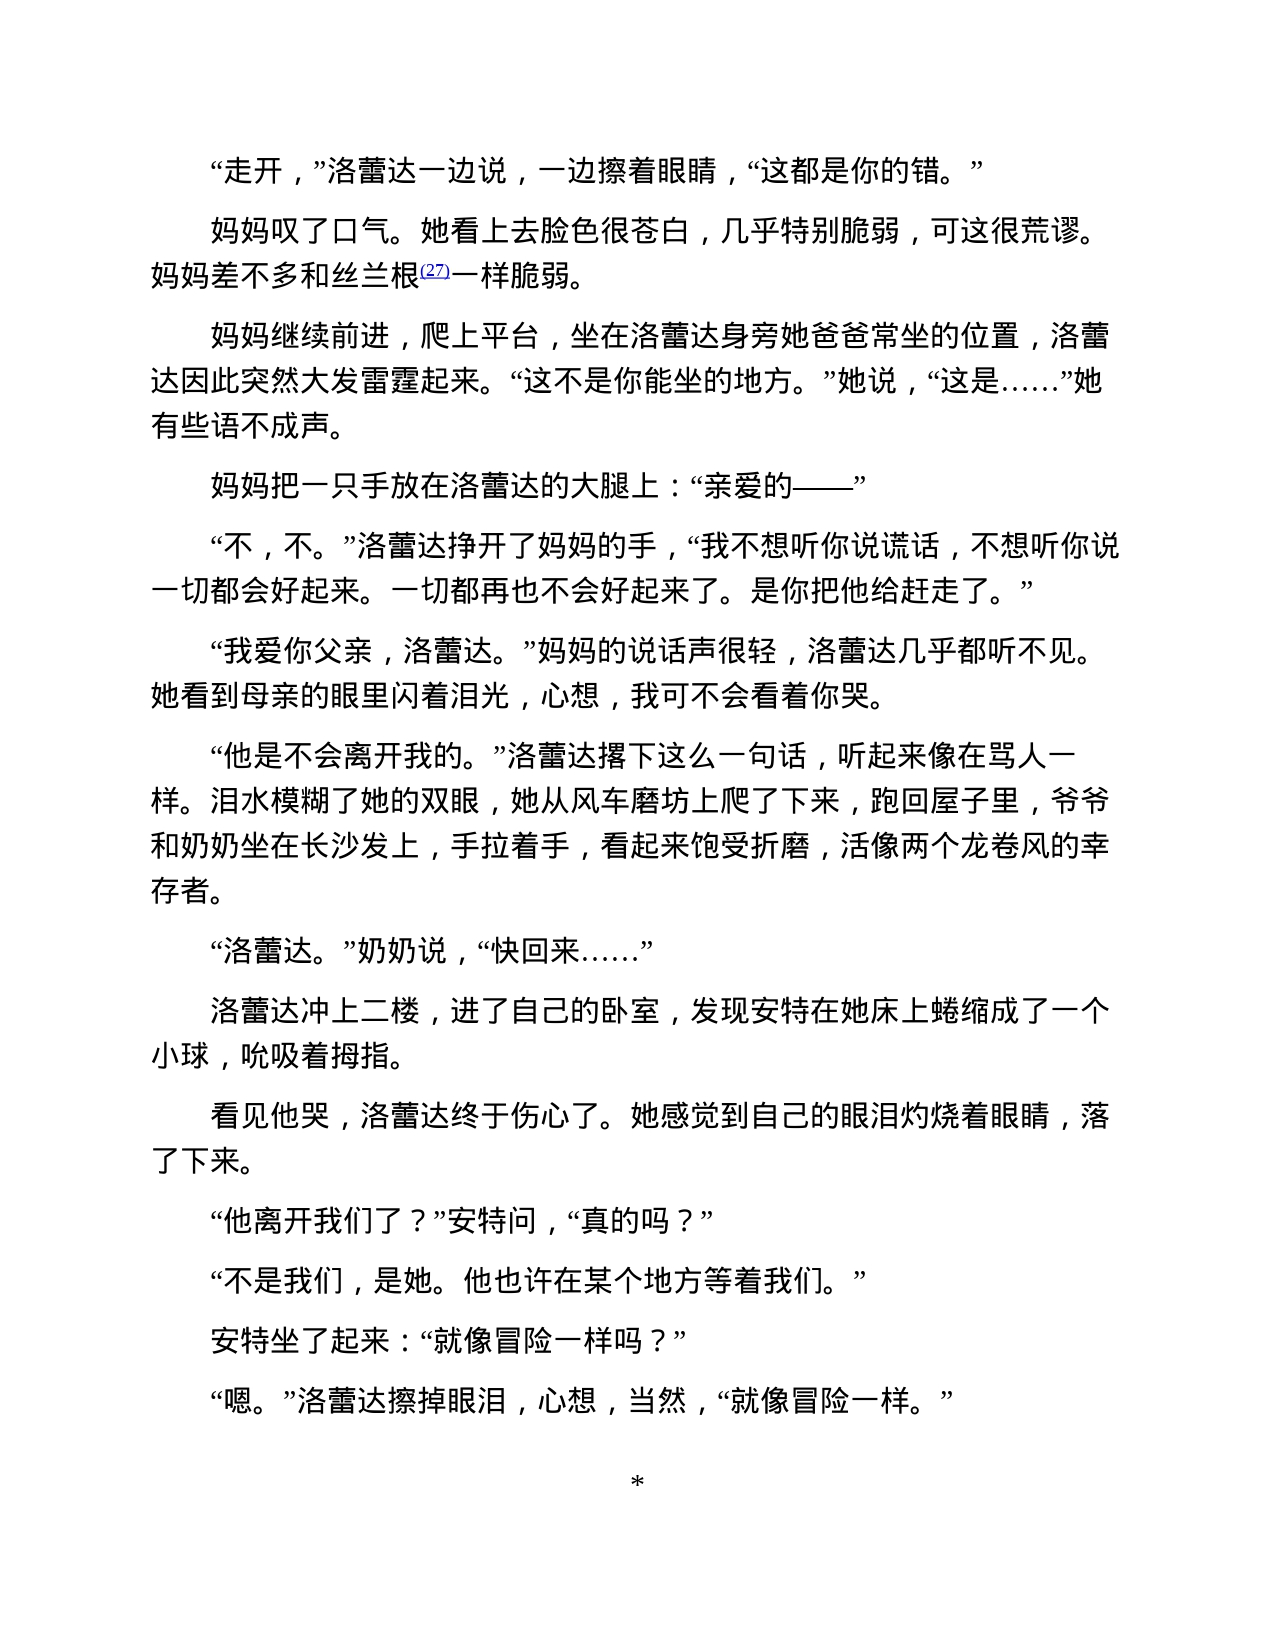 “走开，”洛蕾达一边说，一边擦着眼睛，“这都是你的错。”
妈妈叹了口气。她看上去脸色很苍白，几乎特别脆弱，可这很荒谬。
妈妈差不多和丝兰根(27)一样脆弱。
妈妈继续前进，爬上平台，坐在洛蕾达身旁她爸爸常坐的位置，洛蕾
达因此突然大发雷霆起来。“这不是你能坐的地方。”她说，“这是……”她
有些语不成声。
妈妈把一只手放在洛蕾达的大腿上：“亲爱的——”
“不，不。”洛蕾达挣开了妈妈的手，“我不想听你说谎话，不想听你说
一切都会好起来。一切都再也不会好起来了。是你把他给赶走了。”
“我爱你父亲，洛蕾达。”妈妈的说话声很轻，洛蕾达几乎都听不见。
她看到母亲的眼里闪着泪光，心想，我可不会看着你哭。
“他是不会离开我的。”洛蕾达撂下这么一句话，听起来像在骂人一
样。泪水模糊了她的双眼，她从风车磨坊上爬了下来，跑回屋子里，爷爷
和奶奶坐在长沙发上，手拉着手，看起来饱受折磨，活像两个龙卷风的幸
存者。
“洛蕾达。”奶奶说，“快回来……”
洛蕾达冲上二楼，进了自己的卧室，发现安特在她床上蜷缩成了一个
小球，吮吸着拇指。
看见他哭，洛蕾达终于伤心了。她感觉到自己的眼泪灼烧着眼睛，落
了下来。
“他离开我们了？”安特问，“真的吗？”
“不是我们，是她。他也许在某个地方等着我们。”
安特坐了起来：“就像冒险一样吗？”
“嗯。”洛蕾达擦掉眼泪，心想，当然，“就像冒险一样。”
*